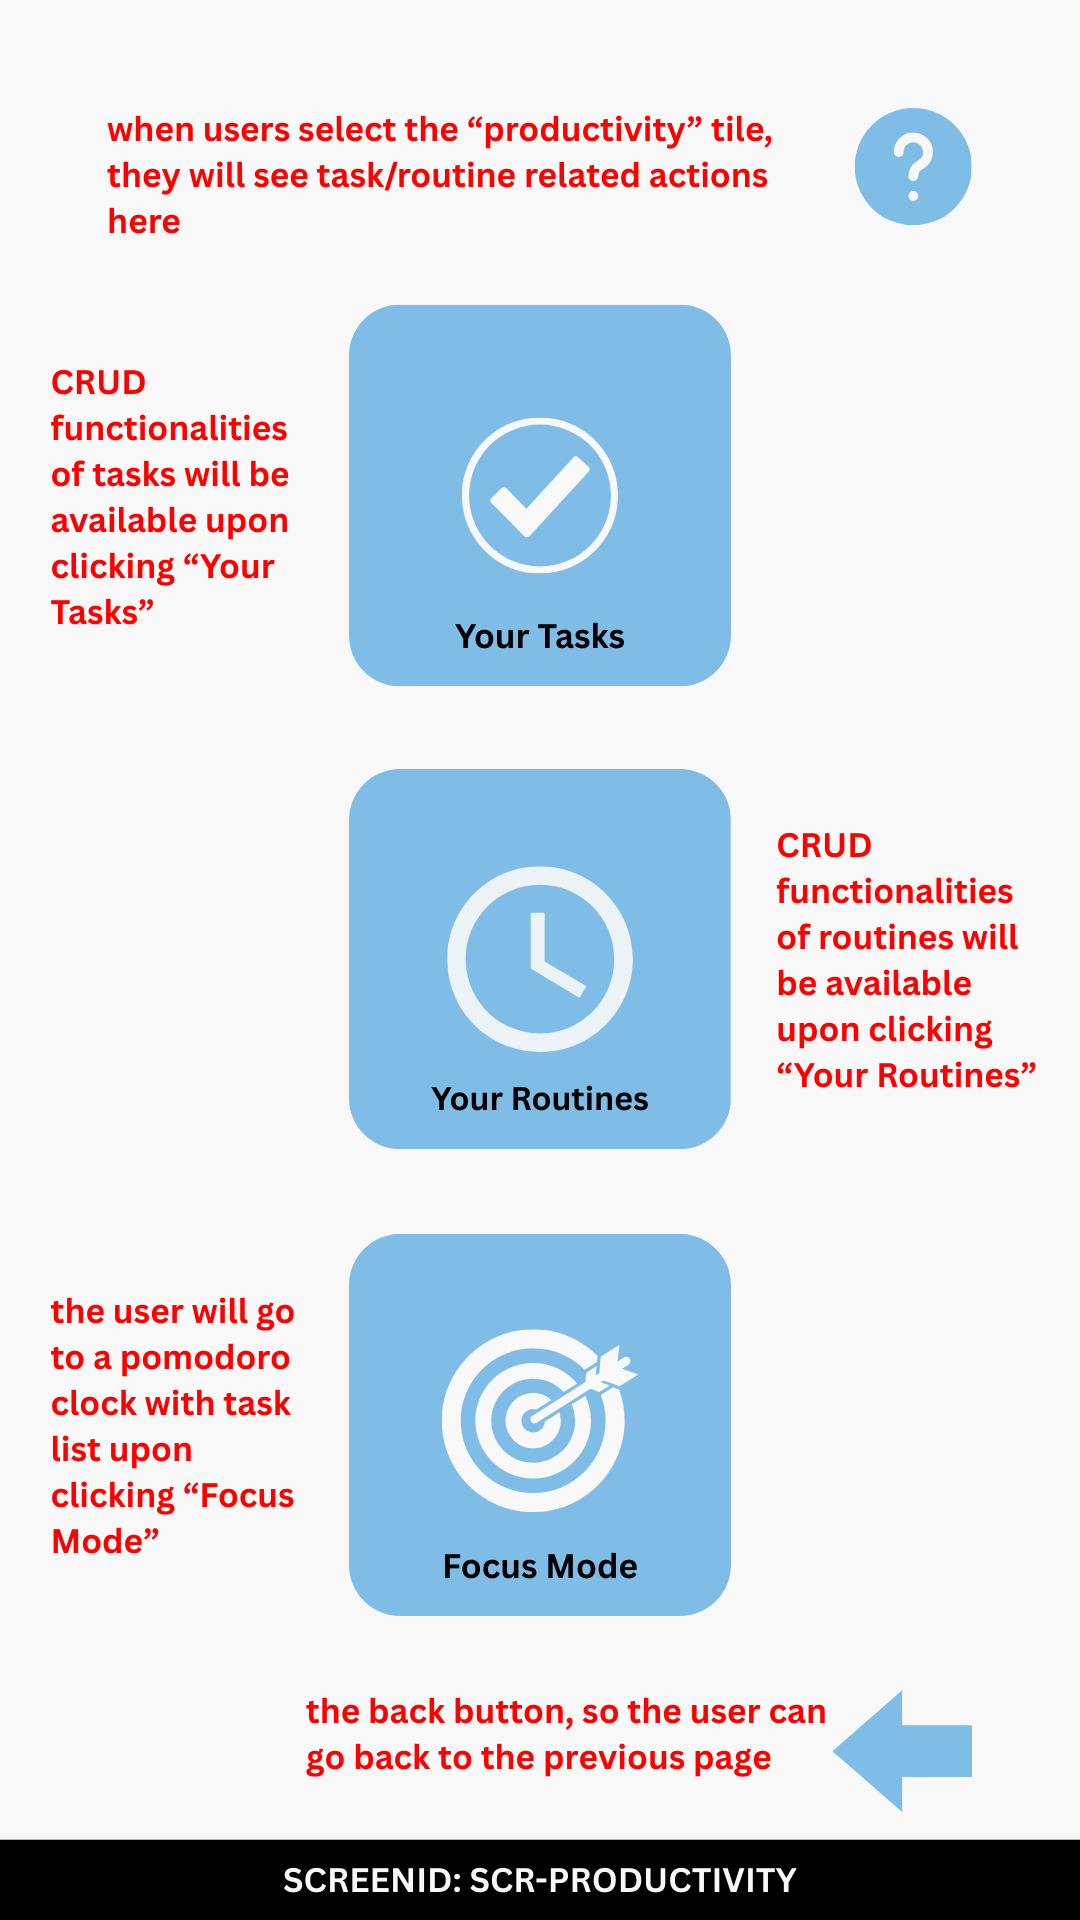 when users select the “productivity” tile,
they will see task/routine related actions
here
CRUD
functionalities
of tasks will be
available upon
clicking “Your
Tasks”
Your Tasks
CRUD
functionalities
of routines will
be available
upon clicking
“Your Routines”
Your Routines
the user will go
to a pomodoro
clock with task
list upon
clicking “Focus
Mode”
Focus Mode
the back button, so the user can
go back to the previous page
SCREENID: SCR-PRODUCTIVITY